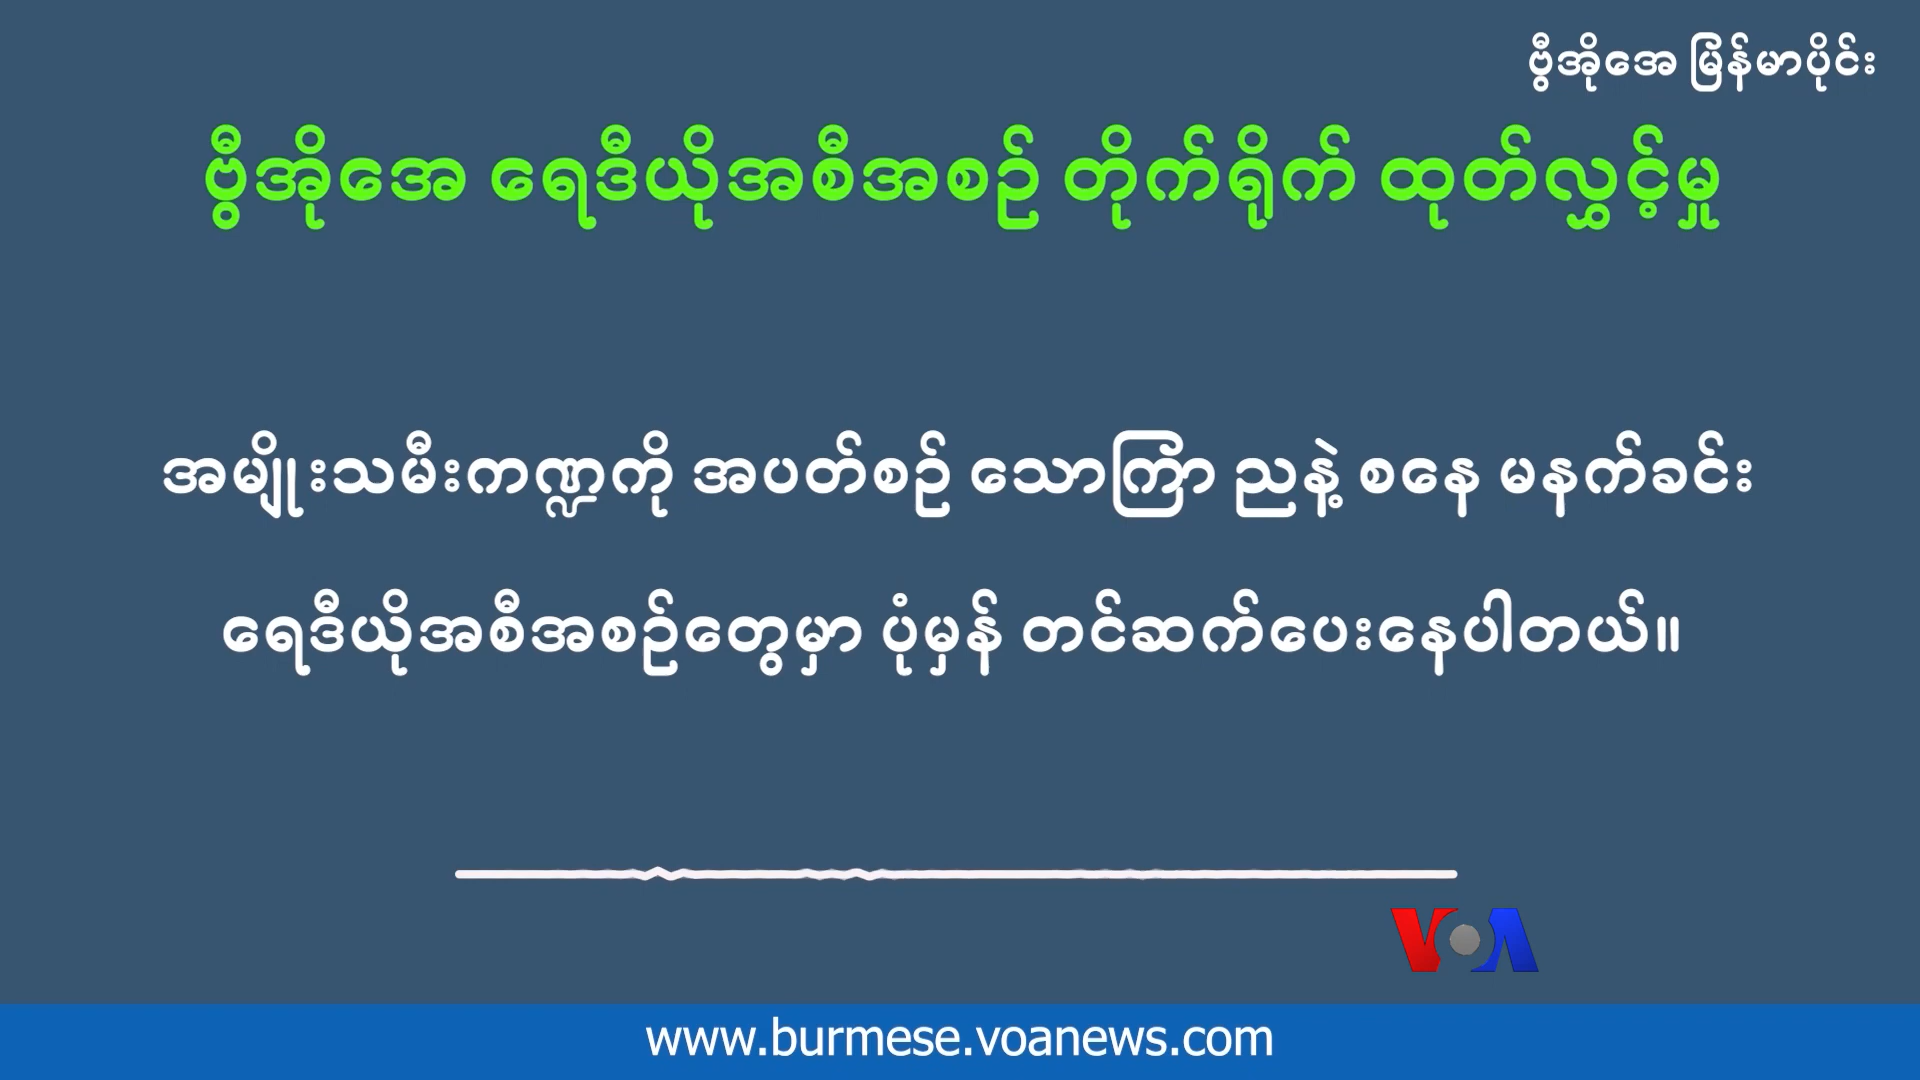 ဗွီအိုအေ မြန်မာပိုင်း
ဗွီအိုအေ ရေဒီယိုအစီအစဉ် တိုက်ရိုက် ထုတ်လွှင့်မှု
အမျိုးသမီးကဏ္ဍကို အပတ်စဉ် သောကြာ ညနဲ့ စနေ မနက်ခင်း
ရေဒီယိုအစီအစဉ်တွေမှာ ပုံမှန် တင်ဆက်ပေးနေပါတယ်။
VOA
www.burmese.voanews.com